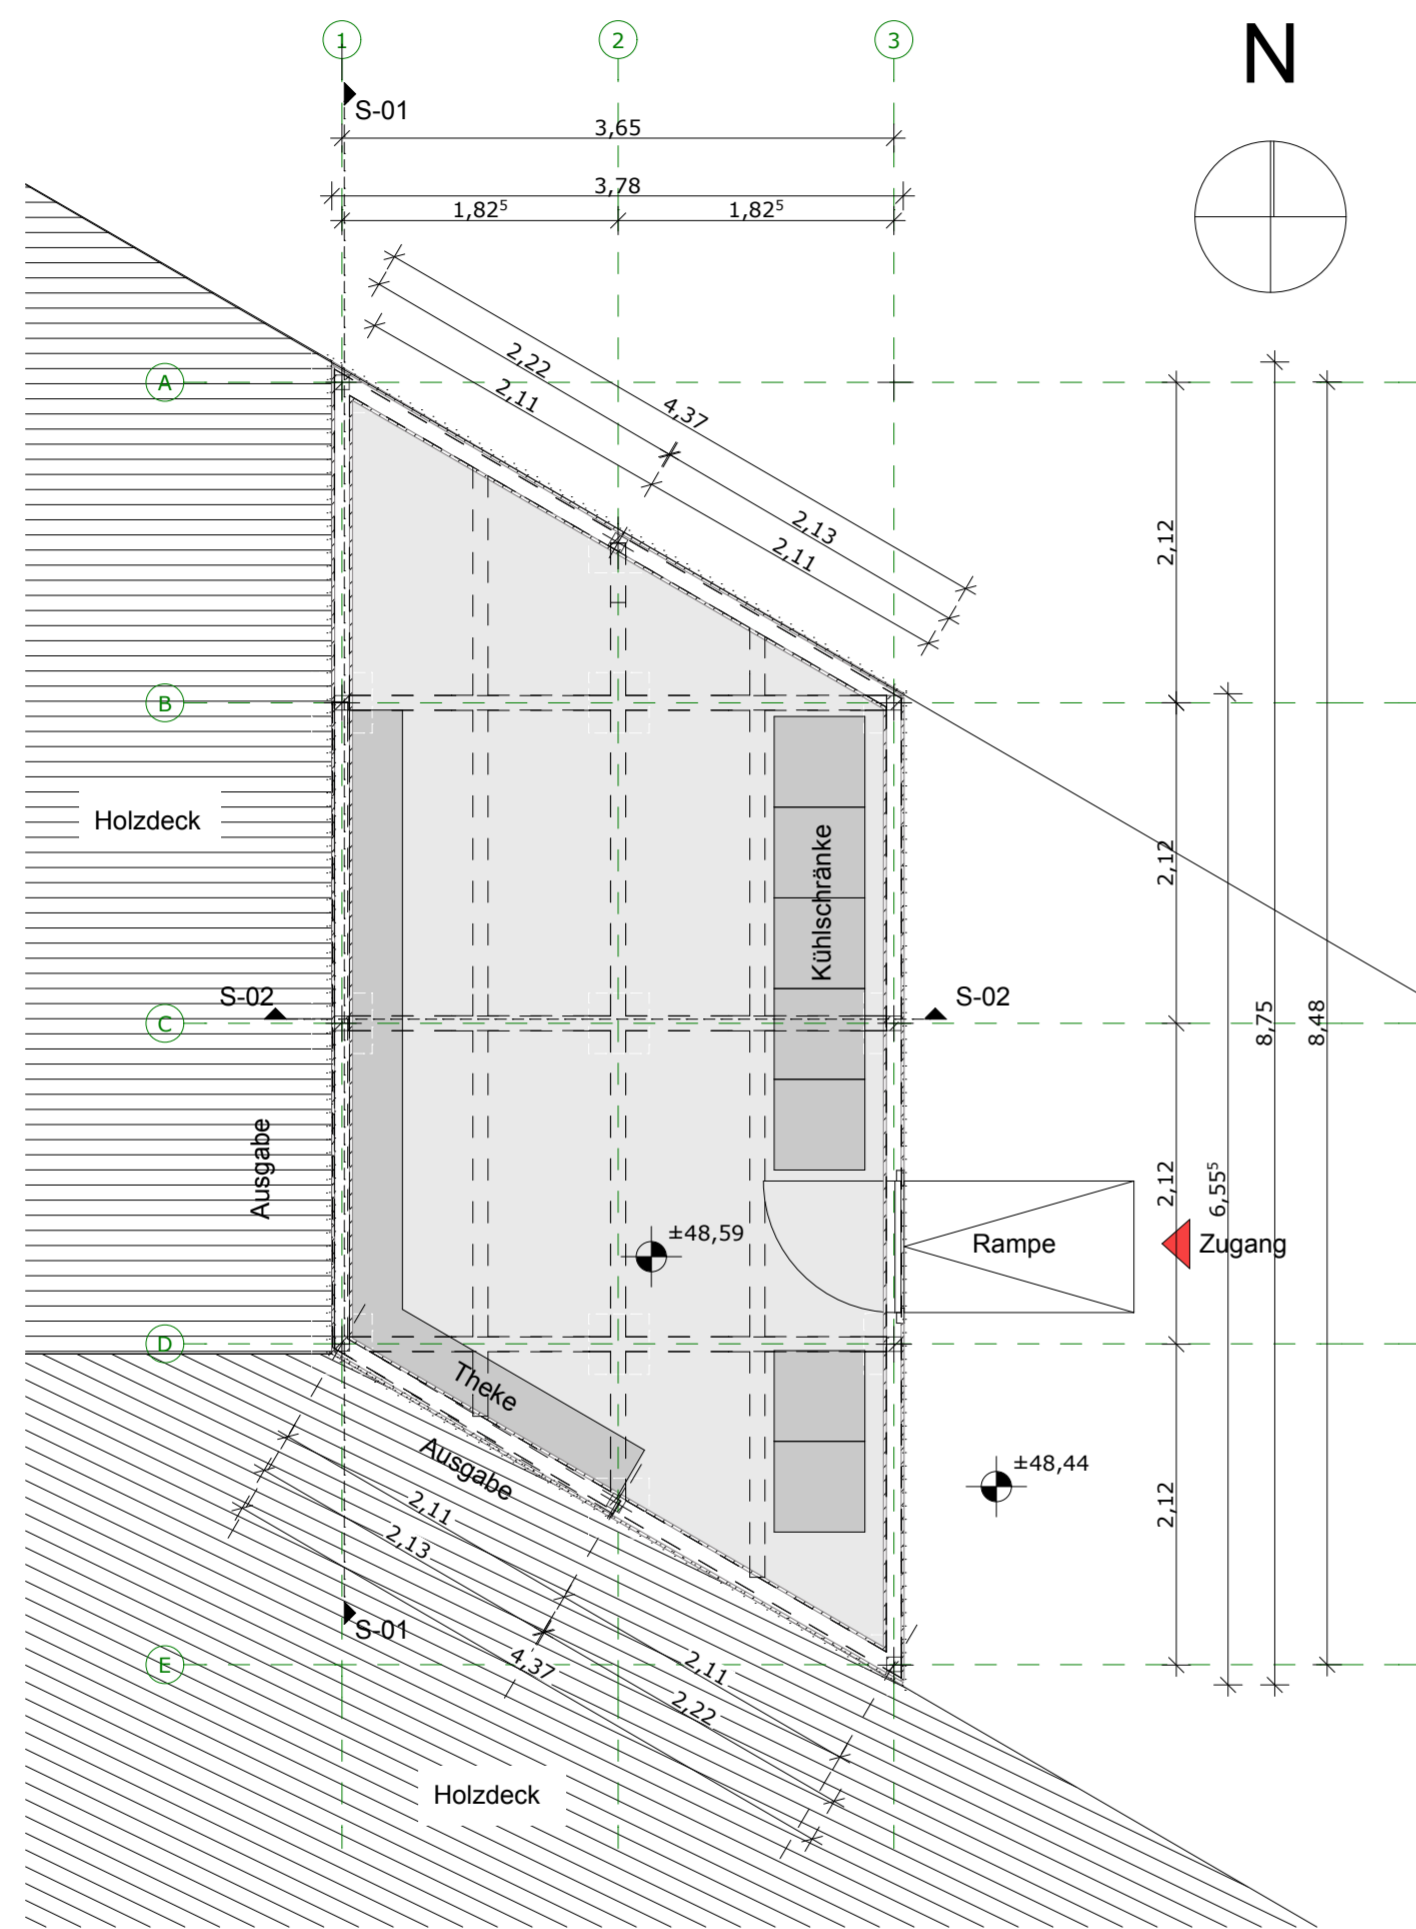 1
2
3
N
S-01
3,65
3,78
1,82⁵
1,82⁵
2,22
4,37
2,11
A
2,13
2,11
2,12
B
Holzdeck
Kühlschränke
2,12
S-02
S-02
C
8,75
8,48
Ausgabe
2,12
6,55⁵
±48,59
Rampe
Zugang
D
Theke
Ausgabe
±48,44
2,12
2,11
2,13
S-01
4,37
2,11
E
2,22
Holzdeck